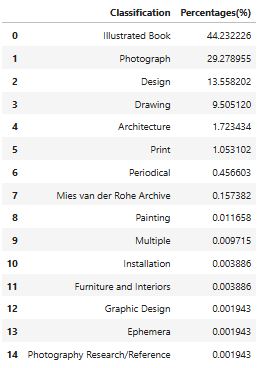 Classification Percentages(%)
0 Illustrated Book 44.232226
1 Photograph 29.278955
2 Design 13.558202
3 Drawing 9.505120
4 Architecture 1.723434
5 Print 1.053102
6 Periodical 0.456603
7 Mies van der Rohe Archive 0.157382
8 Painting 0.011658
9 Multiple 0.009715
10 Installation 0.003886
11 Furniture and Interiors 0.003886
12 Graphic Design 0.001943
13 Ephemera 0.001943
14 Photography Research/Reference 0.001943